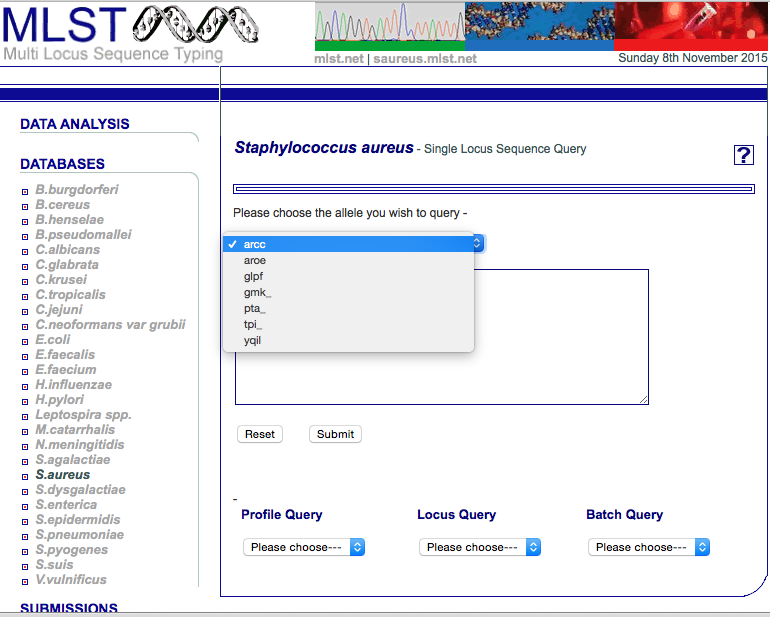 MLST
Multi Locus Sequence Typing
mlst.net | saureus.mlst.net
Sunday 8th November 2015
DATA ANALYSIS
DATABASES
B.burgdorferi
B.cereus
B.henselae
B.pseudomallei
C.albicans
C.glabrata
C.krusei
C.tropicalis
C.jejuni
C.neoformans var grubii
E.coli
E.faecalis
E.faecium
H.influenzae
H.pylori
Leptospira spp.
M.catarrhalis
N.meningitidis
S.agalactiae
S.aureus
S.dysgalactiae
S.enterica
S.epidermidis
S.pneumoniae
S.pyogenes
S.suis
V.vulnificus
SUBMISSIONS
Staphylococcus aureus - Single Locus Sequence Query
?
Please choose the allele you wish to query -
✓ arcc
aroe
glpf
gmk_
pta_
tpi_
yqil
Reset Submit
-
Profile Query Locus Query Batch Query
Please choose--- Please choose--- Please choose---